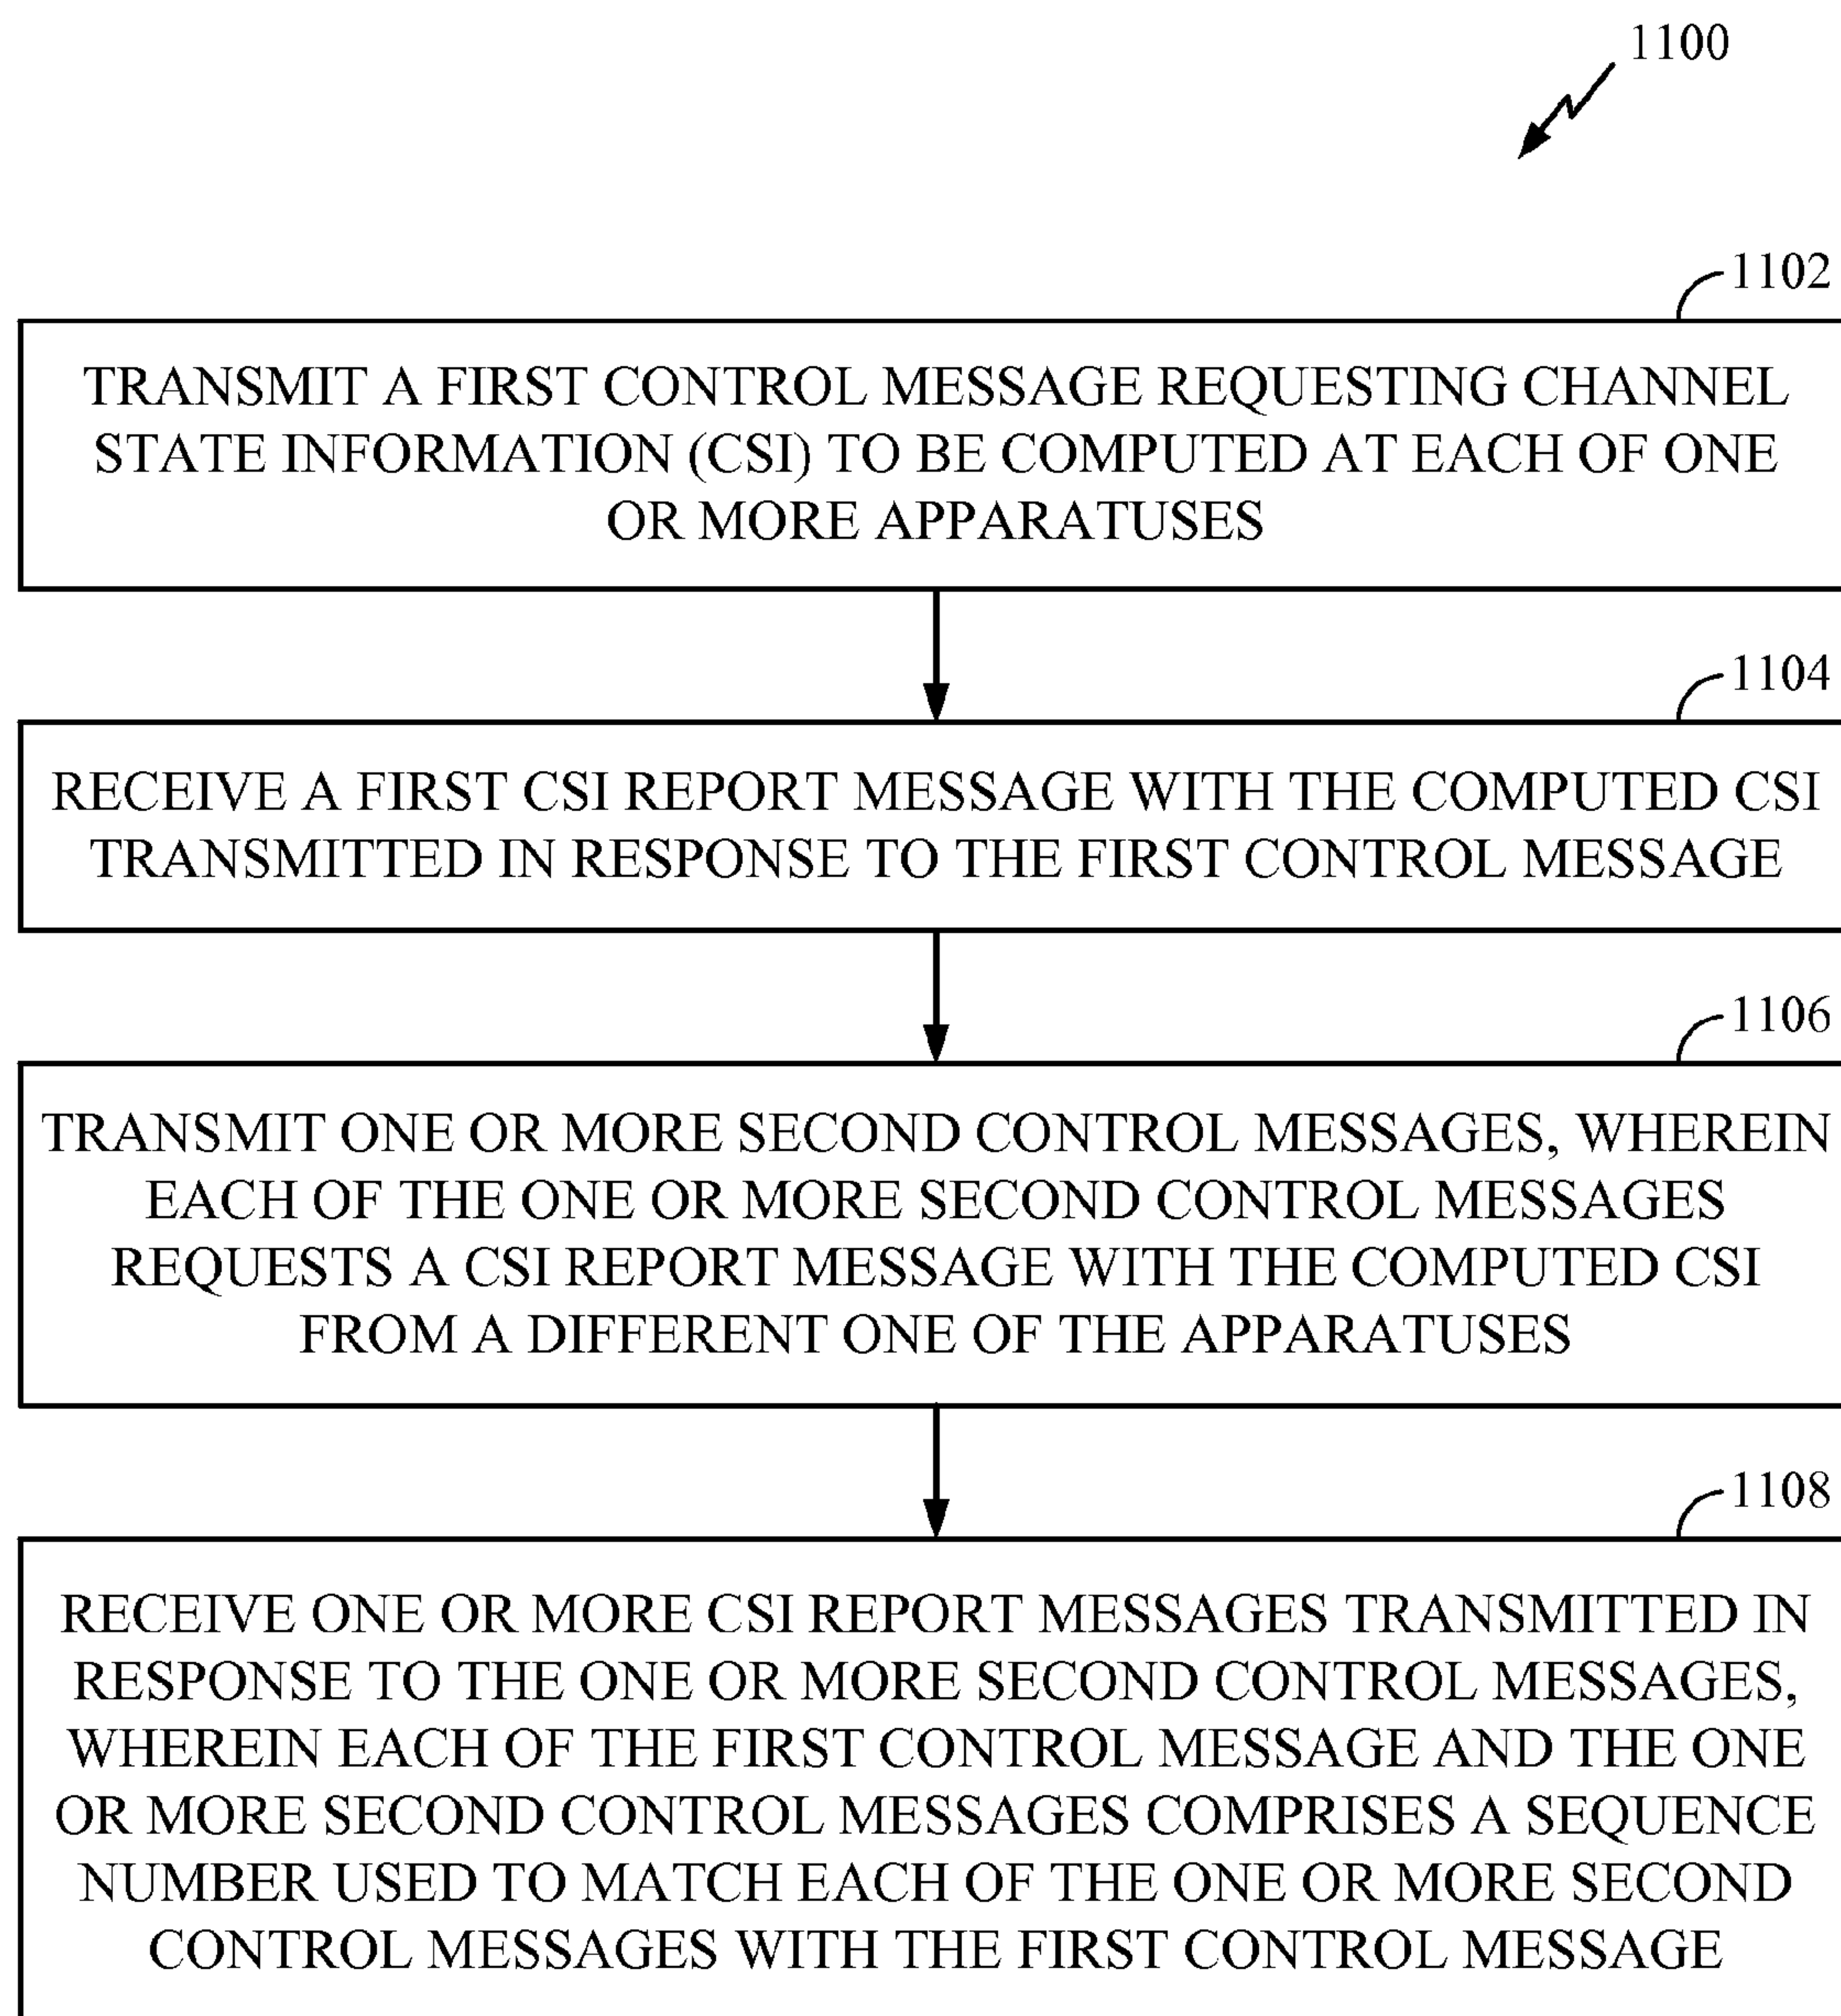 1100
1102
TRANSMIT A FIRST CONTROL MESSAGE REQUESTING CHANNEL
STATE INFORMATION (CSI) TO BE COMPUTED AT EACH OF ONE
OR MORE APPARATUSES
1104
RECEIVE A FIRST CSI REPORT MESSAGE WITH THE COMPUTED CSI
TRANSMITTED IN RESPONSE TO THE FIRST CONTROL MESSAGE
1106
TRANSMIT ONE OR MORE SECOND CONTROL MESSAGES, WHEREIN
EACH OF THE ONE OR MORE SECOND CONTROL MESSAGES
REQUESTS A CSI REPORT MESSAGE WITH THE COMPUTED CSI
FROM A DIFFERENT ONE OF THE APPARATUSES
1108
RECEIVE ONE OR MORE CSI REPORT MESSAGES TRANSMITTED IN
RESPONSE TO THE ONE OR MORE SECOND CONTROL MESSAGES,
WHEREIN EACH OF THE FIRST CONTROL MESSAGE AND THE ONE
OR MORE SECOND CONTROL MESSAGES COMPRISES A SEQUENCE
NUMBER USED TO MATCH EACH OF THE ONE OR MORE SECOND
CONTROL MESSAGES WITH THE FIRST CONTROL MESSAGE